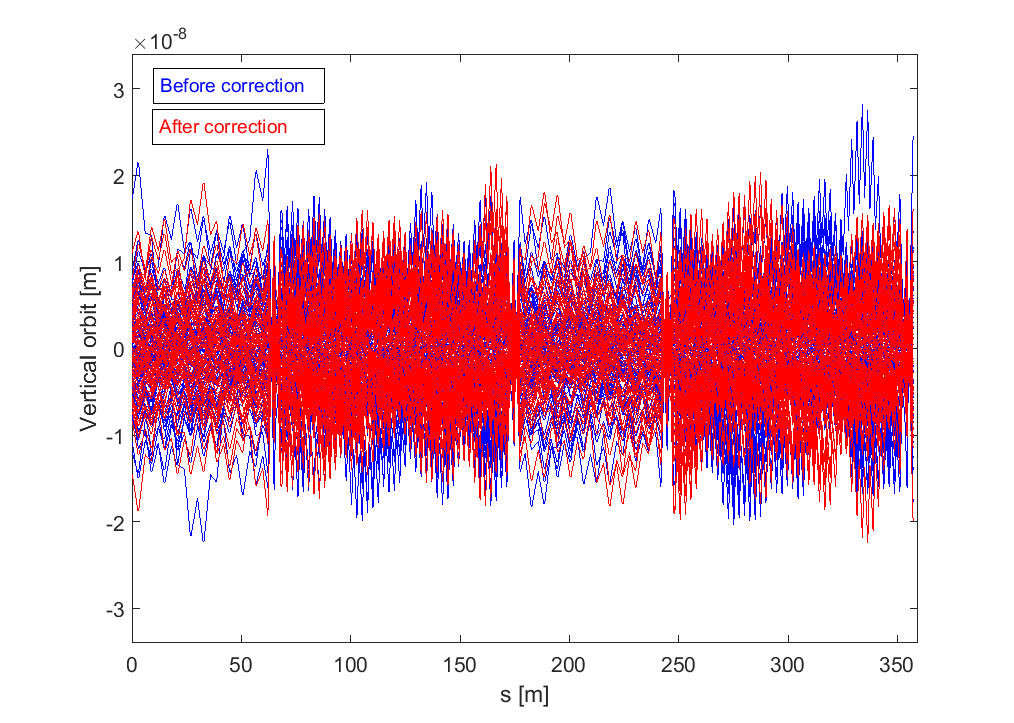 ×10-8
Before correction
After correction
3
2
1
0
-1
-2
-3
Vertical orbit [m]
0 50 100 150 200 250 300 350
s [m]